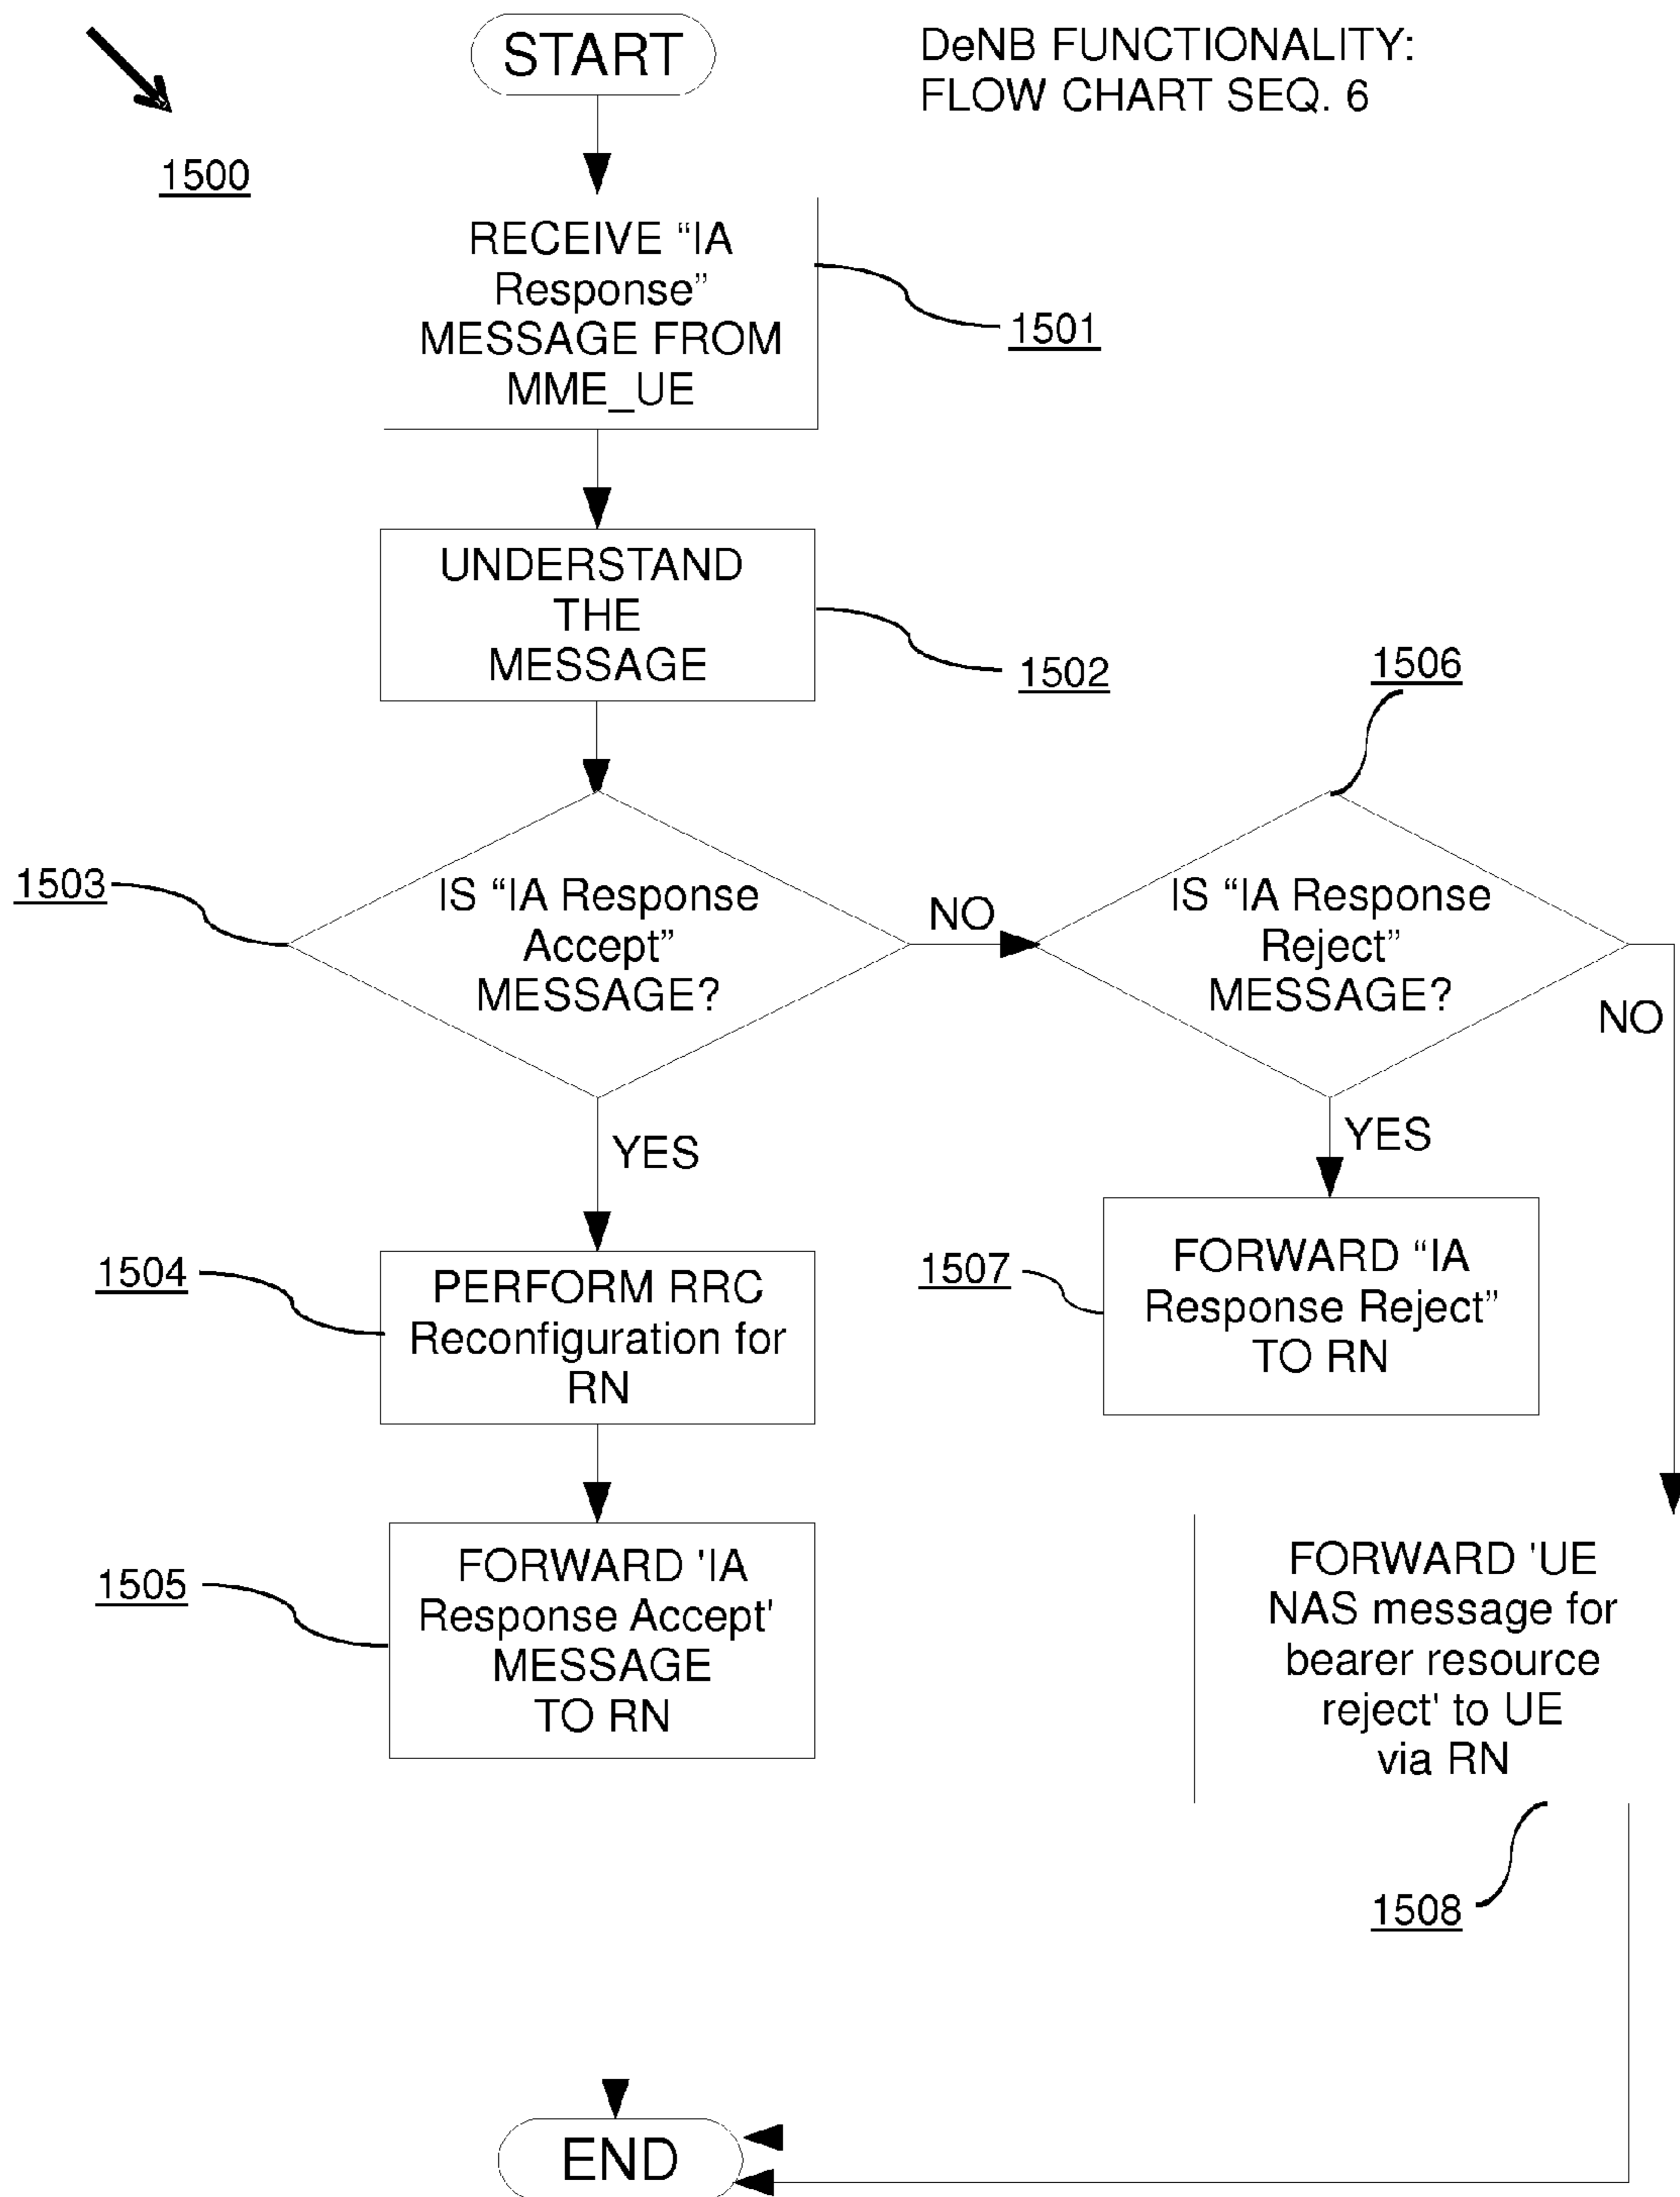 START
DeNB FUNCTIONALITY:
FLOW CHART SEQ. 6
1500
RECEIVE “IA
Response”
MESSAGE FROM
MME_UE
1501
UNDERSTAND
THE
MESSAGE
1502
1503
IS “IA Response
Accept”
MESSAGE?
NO
1506
IS “IA Response
Reject”
MESSAGE?
NO
YES
YES
1504
PERFORM RRC
Reconfiguration for
RN
1507
FORWARD “IA
Response Reject”
TO RN
1505
FORWARD 'IA
Response Accept'
MESSAGE
TO RN
FORWARD 'UE
NAS message for
bearer resource
reject' to UE
via RN
1508
END